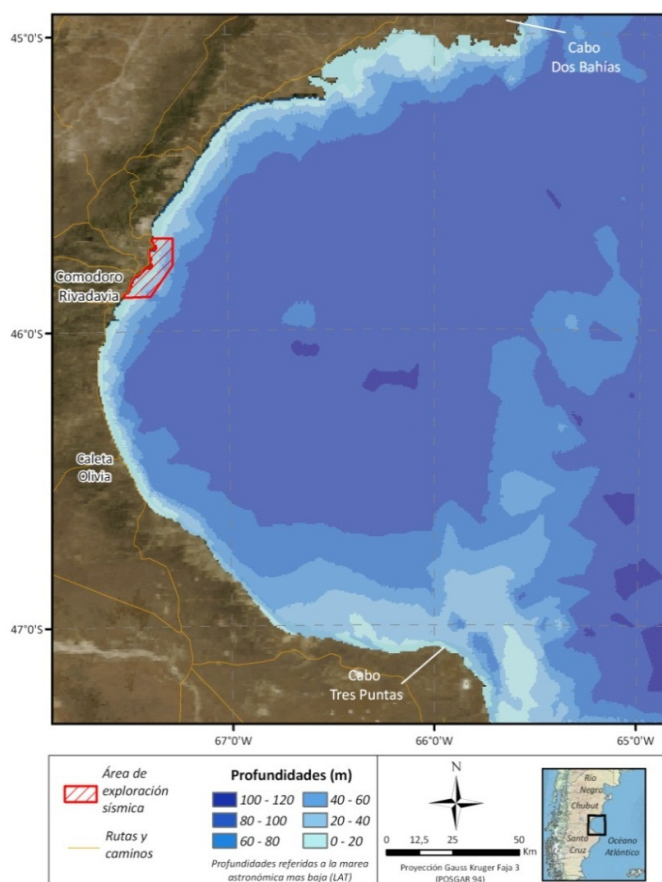 45°0'S
Cabo
Dos Bahías
Comodoro
Rivadavia
46°0'S
Caleta
Olivia
47°0'S
Cabo
Tres Puntas
67°0'W
66°0'W
65°0'W
Área de
exploración
sísmica
Rutas y
caminos
Profundidades (m)
100 - 120
40 - 60
80 - 100
20 - 40
60 - 80
0 - 20
Profundidades referidas a la marea
astronómica mas baja (LAT)
N
0
12,5
25
50
Km
Proyección Gauss Kruger Faja 3
(POSGAR 94)
Río
Negro
Chubut
Santa
Cruz
Océano
Atlántico